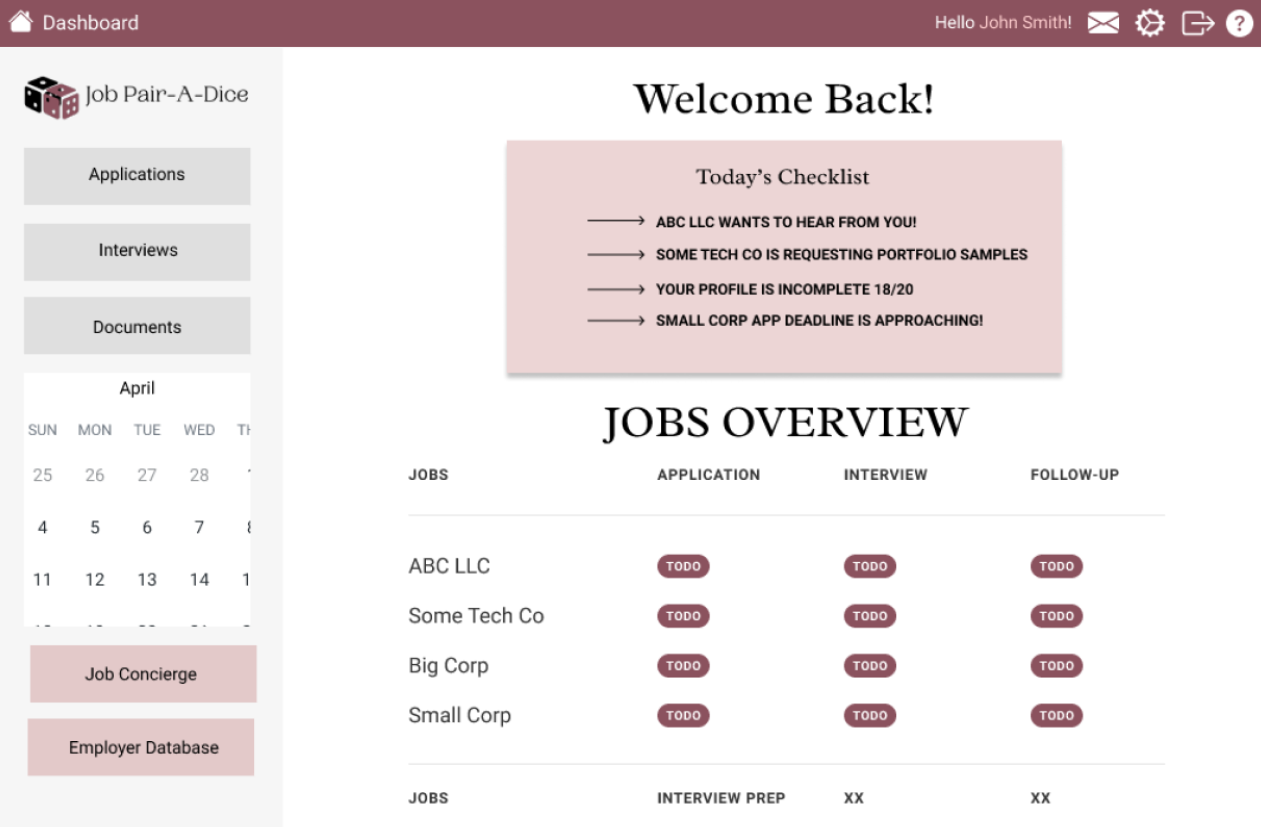 Dashboard
Hello John Smith!
?
Job Pair-A-Dice
Applications
Interviews
Documents
April
SUN MON TUE WED
25 26 27 28
4 5 6 7
11 12 13 14
Job Concierge
Employer Database
Welcome Back!
Today's Checklist
ABC LLC WANTS TO HEAR FROM YOU!
SOME TECH CO IS REQUESTING PORTFOLIO SAMPLES
YOUR PROFILE IS INCOMPLETE 18/20
SMALL CORP APP DEADLINE IS APPROACHING!
JOBS OVERVIEW
JOBS APPLICATION INTERVIEW FOLLOW-UP
ABC LLC TODO TODO TODO
Some Tech Co TODO TODO TODO
Big Corp TODO TODO TODO
Small Corp TODO TODO TODO
JOBS INTERVIEW PREP XX XX